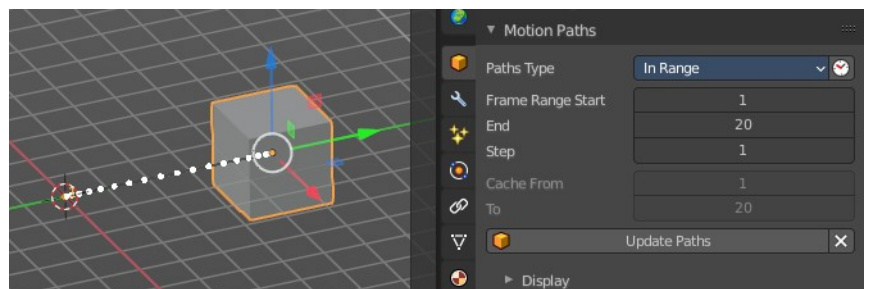 Motion Paths
Paths Type In Range
Frame Range Start 1
End 20
Step 1
Cache From 1
To 20
Update Paths
Display